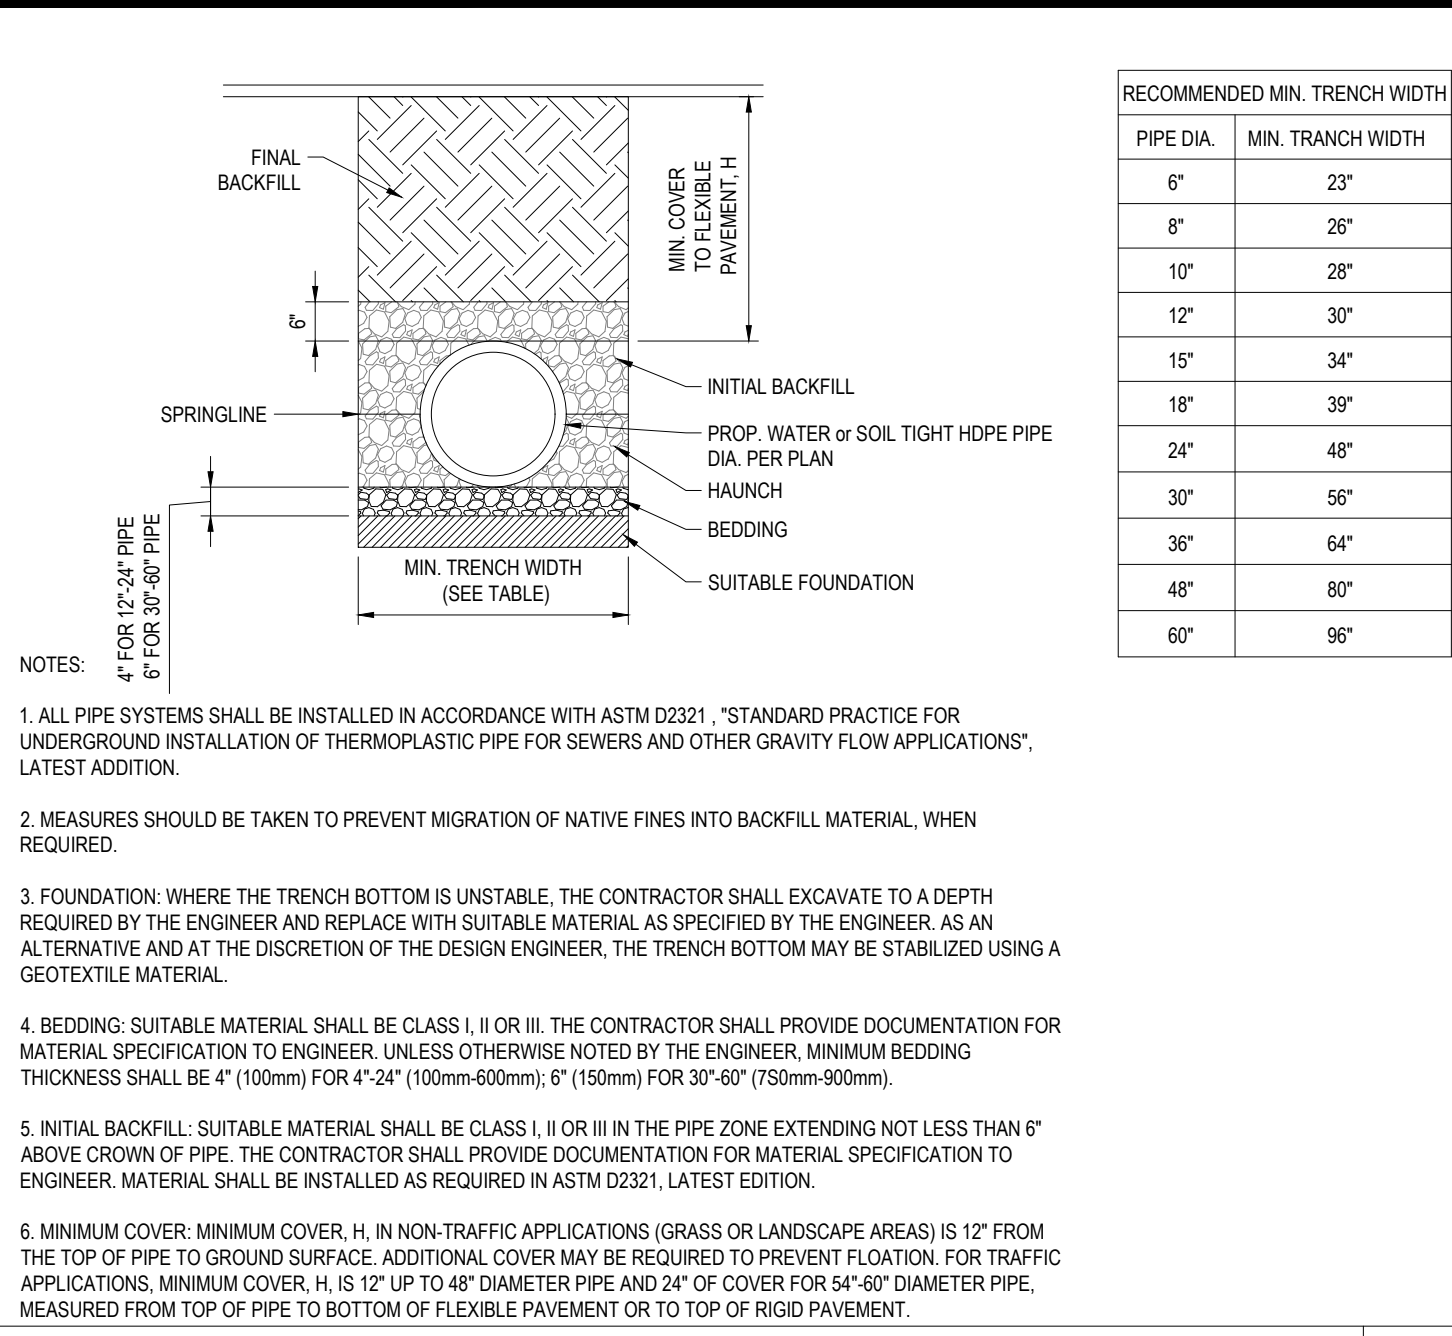 FINAL
BACKFILL
MIN. COVER
TO FLEXIBLE
PAVEMENT, H
6"
INITIAL BACKFILL
SPRINGLINE
PROP. WATER or SOIL TIGHT HDPE PIPE
DIA. PER PLAN
HAUNCH
BEDDING
SUITABLE FOUNDATION
MIN. TRENCH WIDTH
(SEE TABLE)
4" FOR 12"-24" PIPE
6" FOR 30"-60" PIPE
RECOMMENDED MIN. TRENCH WIDTH
PIPE DIA. MIN. TRANCH WIDTH
6" 23"
8" 26"
10" 28"
12" 30"
15" 34"
18" 39"
24" 48"
30" 56"
36" 64"
48" 80"
60" 96"
NOTES:
1. ALL PIPE SYSTEMS SHALL BE INSTALLED IN ACCORDANCE WITH ASTM D2321 , "STANDARD PRACTICE FOR
UNDERGROUND INSTALLATION OF THERMOPLASTIC PIPE FOR SEWERS AND OTHER GRAVITY FLOW APPLICATIONS",
LATEST ADDITION.
2. MEASURES SHOULD BE TAKEN TO PREVENT MIGRATION OF NATIVE FINES INTO BACKFILL MATERIAL, WHEN
REQUIRED.
3. FOUNDATION: WHERE THE TRENCH BOTTOM IS UNSTABLE, THE CONTRACTOR SHALL EXCAVATE TO A DEPTH
REQUIRED BY THE ENGINEER AND REPLACE WITH SUITABLE MATERIAL AS SPECIFIED BY THE ENGINEER. AS AN
ALTERNATIVE AND AT THE DISCRETION OF THE DESIGN ENGINEER, THE TRENCH BOTTOM MAY BE STABILIZED USING A
GEOTEXTILE MATERIAL.
4. BEDDING: SUITABLE MATERIAL SHALL BE CLASS I, II OR III. THE CONTRACTOR SHALL PROVIDE DOCUMENTATION FOR
MATERIAL SPECIFICATION TO ENGINEER. UNLESS OTHERWISE NOTED BY THE ENGINEER, MINIMUM BEDDING
THICKNESS SHALL BE 4" (100mm) FOR 4"-24" (100mm-600mm); 6" (150mm) FOR 30"-60" (7S0mm-900mm).
5. INITIAL BACKFILL: SUITABLE MATERIAL SHALL BE CLASS I, II OR III IN THE PIPE ZONE EXTENDING NOT LESS THAN 6"
ABOVE CROWN OF PIPE. THE CONTRACTOR SHALL PROVIDE DOCUMENTATION FOR MATERIAL SPECIFICATION TO
ENGINEER. MATERIAL SHALL BE INSTALLED AS REQUIRED IN ASTM D2321, LATEST EDITION.
6. MINIMUM COVER: MINIMUM COVER, H, IN NON-TRAFFIC APPLICATIONS (GRASS OR LANDSCAPE AREAS) IS 12" FROM
THE TOP OF PIPE TO GROUND SURFACE. ADDITIONAL COVER MAY BE REQUIRED TO PREVENT FLOATION. FOR TRAFFIC
APPLICATIONS, MINIMUM COVER, H, IS 12" UP TO 48" DIAMETER PIPE AND 24" OF COVER FOR 54"-60" DIAMETER PIPE,
MEASURED FROM TOP OF PIPE TO BOTTOM OF FLEXIBLE PAVEMENT OR TO TOP OF RIGID PAVEMENT.